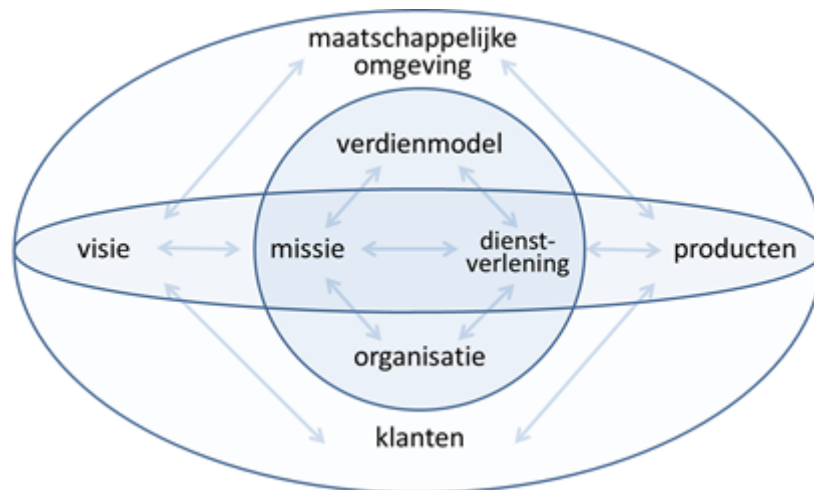 maatschappelijke
omgeving
verdienmodel
visie
missie
dienst-
verlening
producten
organisatie
klanten